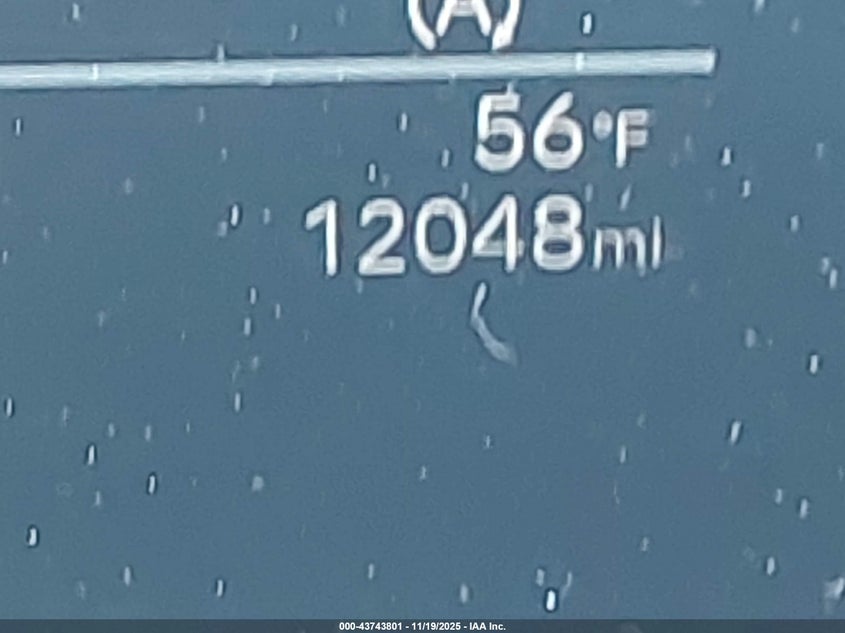 (A)
56°F
12048mi
000-43743801 - 11/19/2025 - IAA Inc.